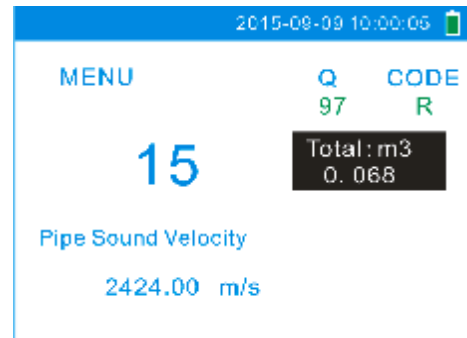 2015-09-09 10:00:05
MENU Q CODE
97 R
15 Total:m3
0.068
Pipe Sound Velocity
2424.00 m/s